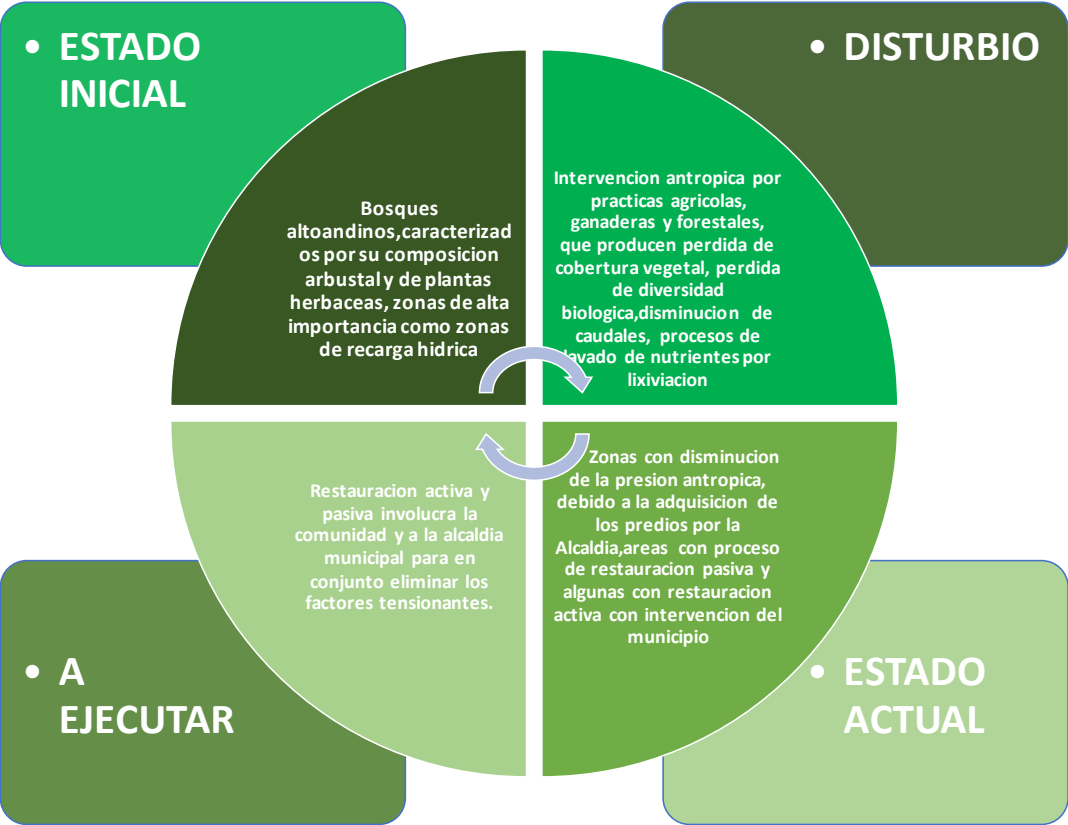 • ESTADO
INICIAL
Bosques
altoandinos,caracterizad
os por su composicion
arbustal y de plantas
herbaceas, zonas de alta
importancia como zonas
de recarga hidrica
• DISTURBIO
Intervencion antropica por
practicas agricolas,
ganaderas y forestales,
que producen perdida de
cobertura vegetal, perdida
de diversidad
biologica,disminucion de
caudales, procesos de
lavado de nutrientes por
lixiviacion
Zonas con disminucion
de la presion antropica,
debido a la adquisicion de
los predios por la
Alcaldia,areas con proceso
de restauracion pasiva y
algunas con restauracion
activa con intervencion del
municipio
• ESTADO
ACTUAL
Restauracion activa y
pasiva involucra la
comunidad y a la alcaldia
municipal para en
conjunto eliminar los
factores tensionantes.
• A
EJECUTAR